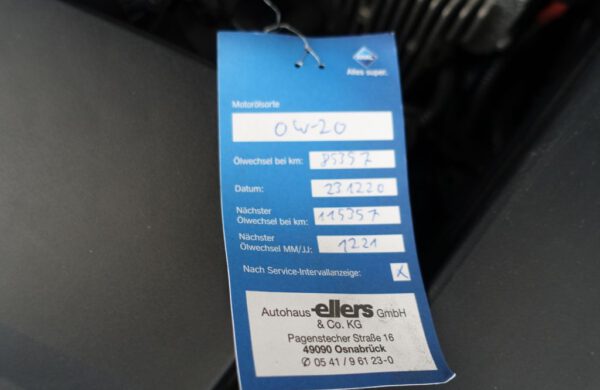 ARAL
Alles super.
Motorölsorte
0W-20
Ölwechsel bei km: 85357
Datum: 231220
Nächster
Ölwechsel bei km: 115357
Nächster
Ölwechsel MM/JJ: 1221
Nach Service-Intervallanzeige: X
Autohaus ellers GmbH
& Co. KG
Pagenstecher Straße 16
49090 Osnabrück
✆ 05 41 / 9 61 23-0